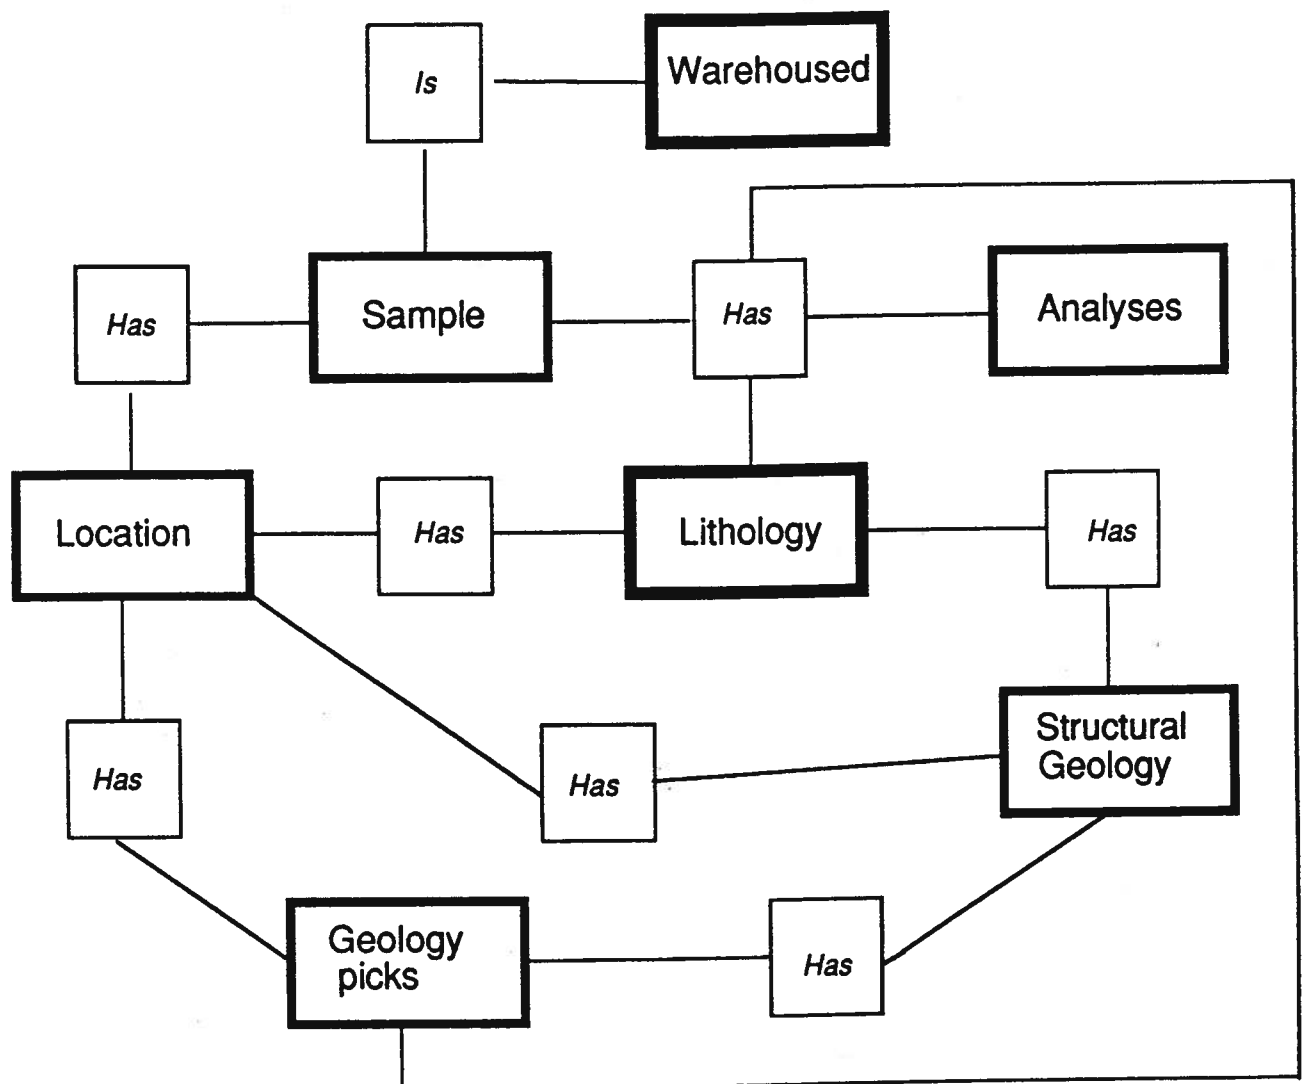 Is
Warehoused
Has
Sample
Has
Analyses
Location
Has
Lithology
Has
Has
Has
Structural
Geology
Geology
picks
Has